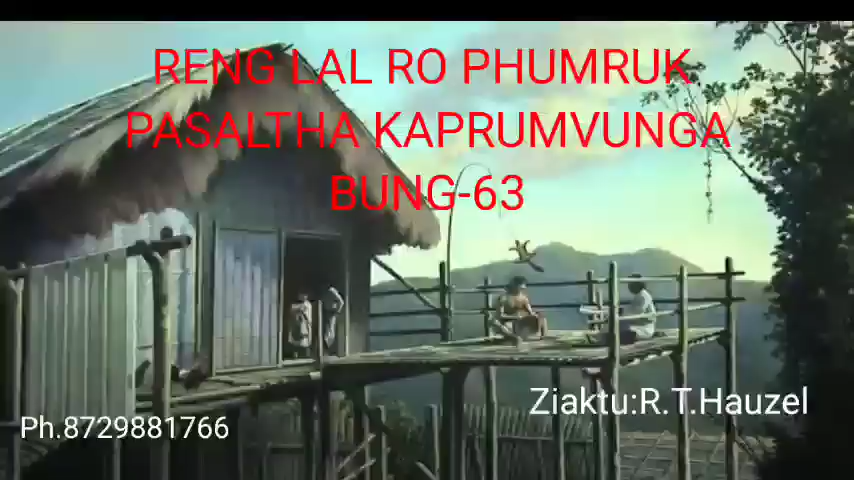 RENG LAL RO PHUMRUK
PASALTHA KAPRUMVUNGA
BUNG-63
Ziaktu:R.T.Hauzel
Ph.8729881766